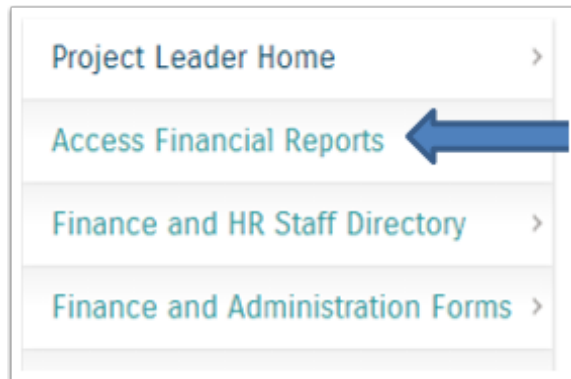 Project Leader Home
Access Financial Reports
Finance and HR Staff Directory
Finance and Administration Forms